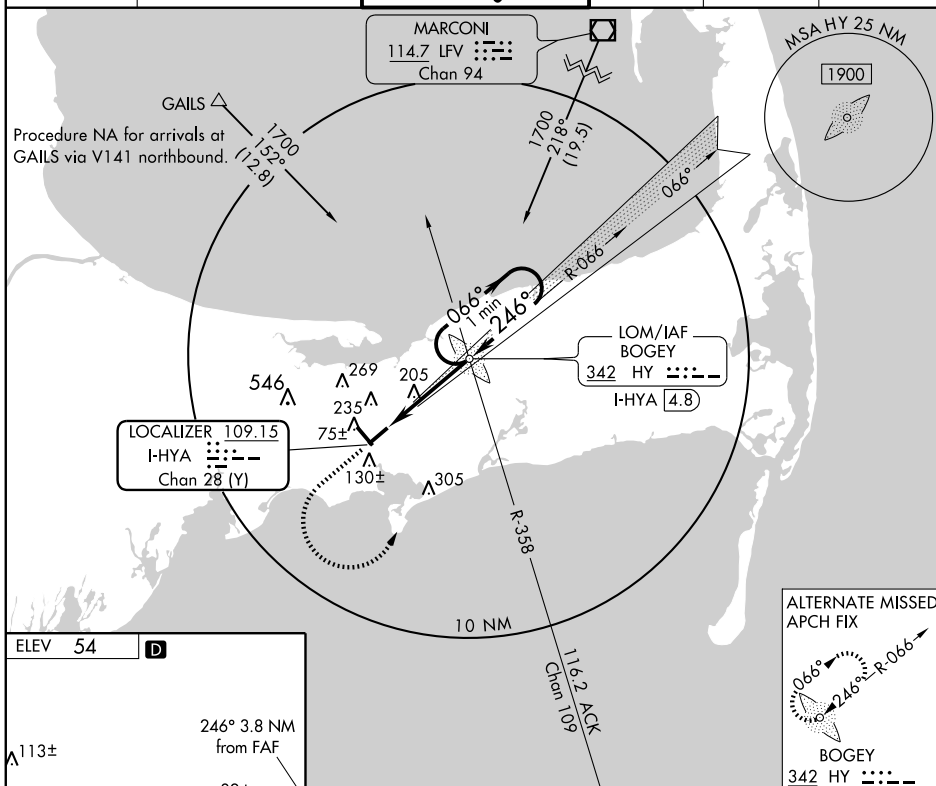 MARCONI
114.7 LFV
Chan 94
MSA HY 25 NM
1900
GAILS
Procedure NA for arrivals at
GAILS via V141 northbound.
1700
152°
(12.8)
1700
218°
(19.5)
066°
R-066
066°
1 min
246°
LOM/IAF
BOGEY
342 HY
I-HYA 4.8
546
269
205
235
75±
130±
305
LOCALIZER 109.15
I-HYA
Chan 28 (Y)
R-358
10 NM
116.2 ACK
Chan 109
ELEV 54 D
113±
246° 3.8 NM
from FAF
ALTERNATE MISSED
APCH FIX
066°
246°
R-066
BOGEY
342 HY